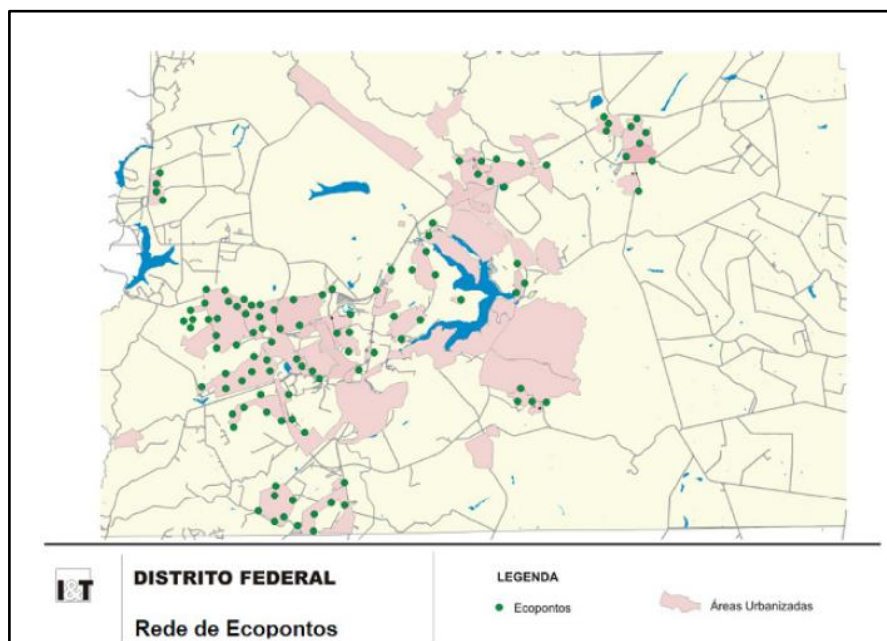 I&T
DISTRITO FEDERAL
Rede de Ecopontos
LEGENDA
Ecopontos
Áreas Urbanizadas